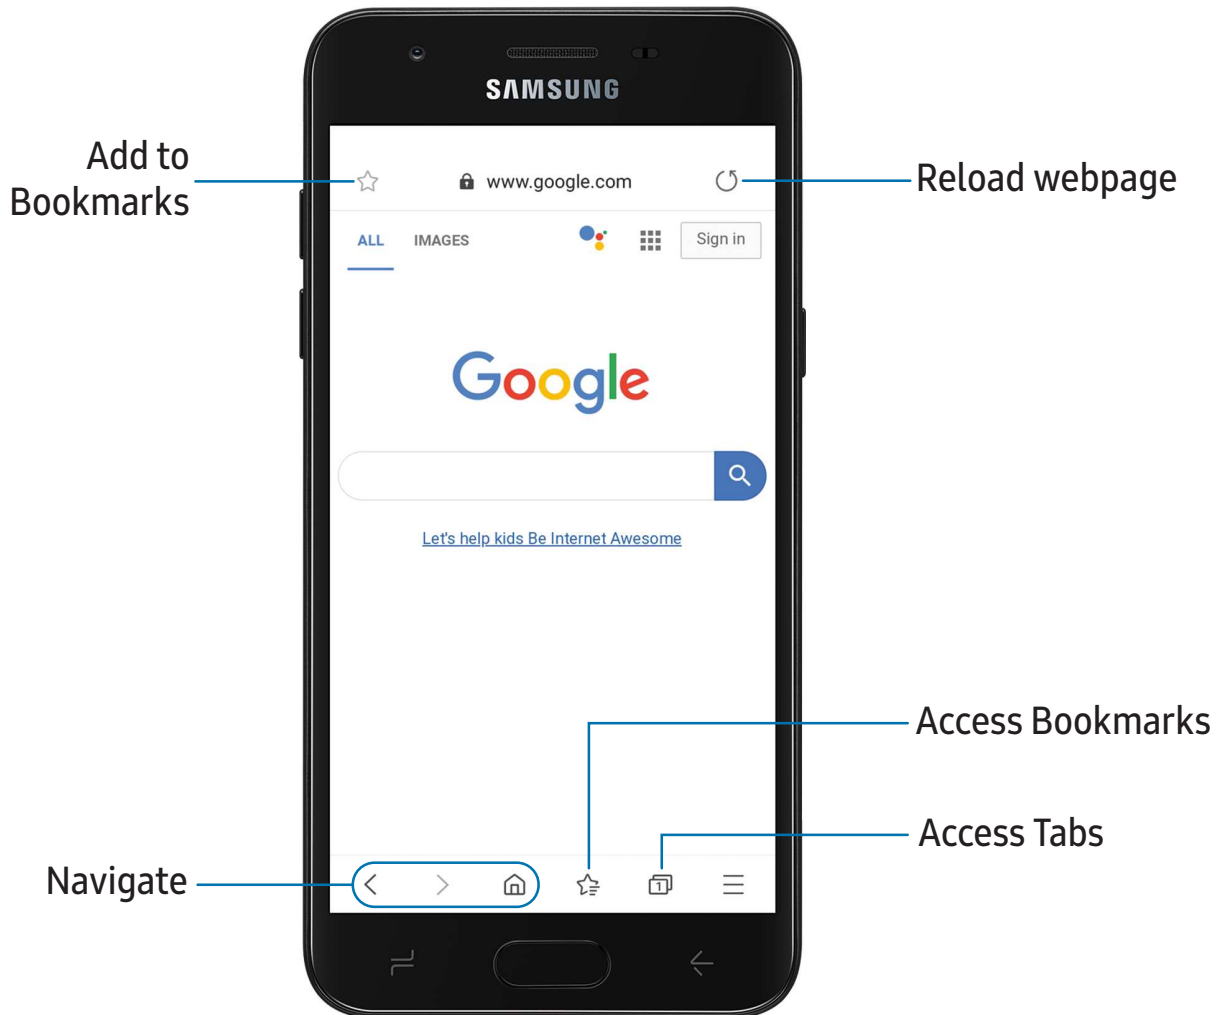 SAMSUNG
Add to
Bookmarks
www.google.com
Reload webpage
ALL
IMAGES
Sign in
Google
Let's help kids Be Internet Awesome
Access Bookmarks
Access Tabs
Navigate
1